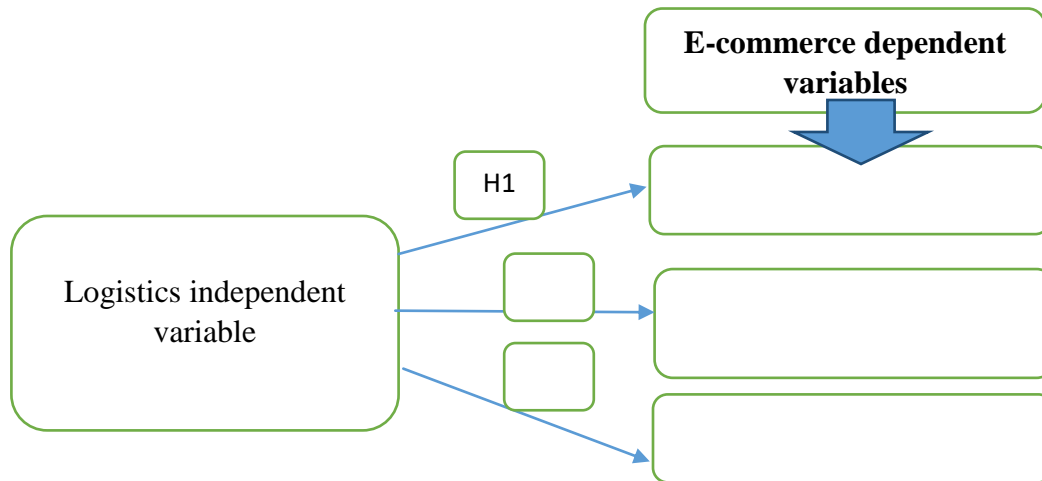 E-commerce dependent
variables
H1
Logistics independent
variable